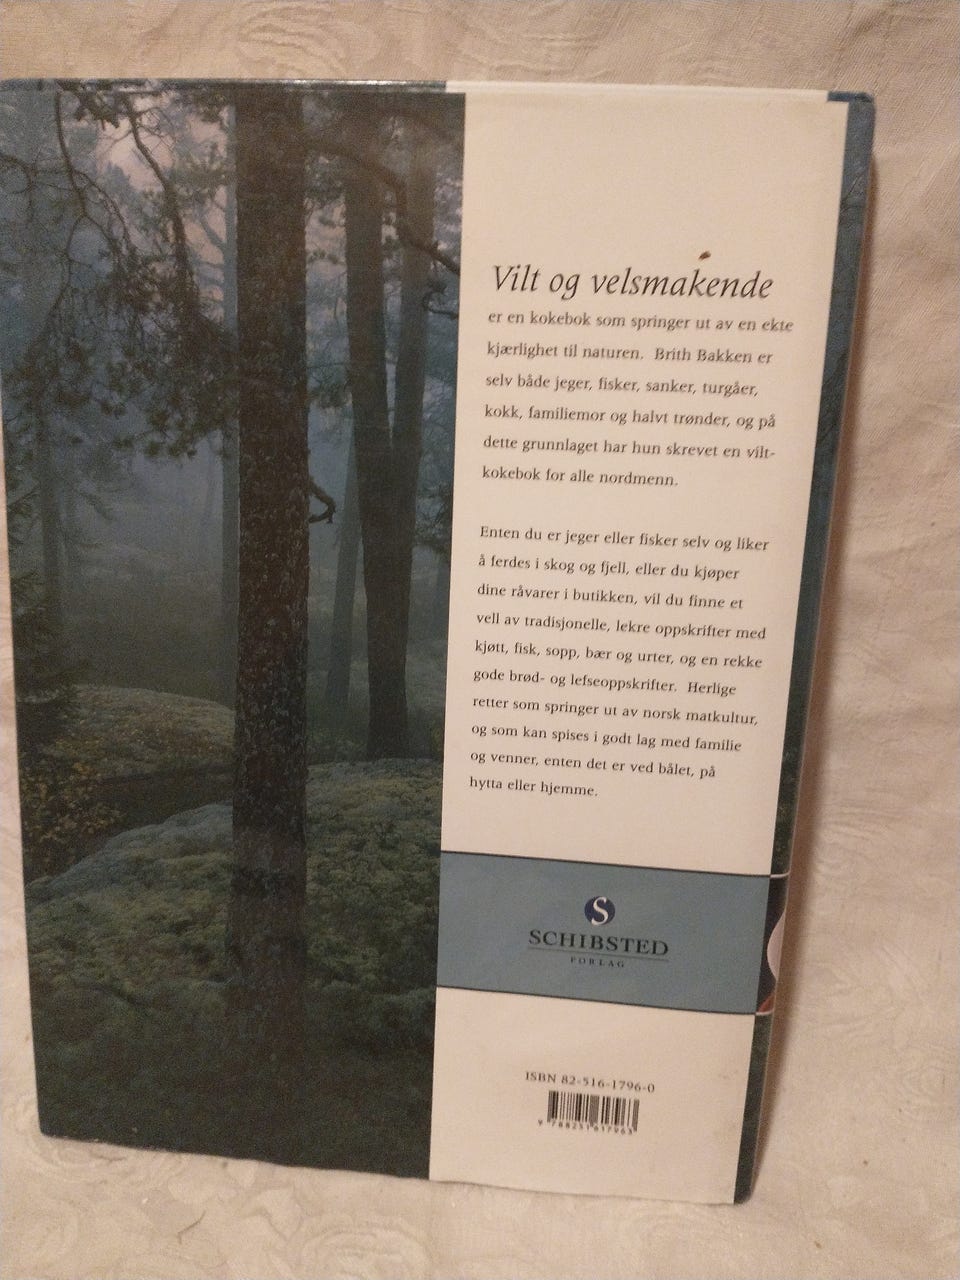 Vilt og velsmakende
er en kokebok som springer ut av en ekte
kjærlighet til naturen. Brith Bakken er
selv både jeger, fisker, sanker, turgåer,
kokk, familiemor og halvt trønder, og på
dette grunnlaget har hun skrevet en vilt-
kokebok for alle nordmenn.
Enten du er jeger eller fisker selv og liker
å ferdes i skog og fjell, eller du kjøper
dine råvarer i butikken, vil du finne et
vell av tradisjonelle, lekre oppskrifter med
kjøtt, fisk, sopp, bær og urter, og en rekke
gode brød- og lefseoppskrifter. Herlige
retter som springer ut av norsk matkultur,
og som kan spises i godt lag med familie
og venner, enten det er ved bålet, på
hytta eller hjemme.
S
SCHIBSTED
FORLAG
ISBN 82-516-1796-0
9 788251 617963